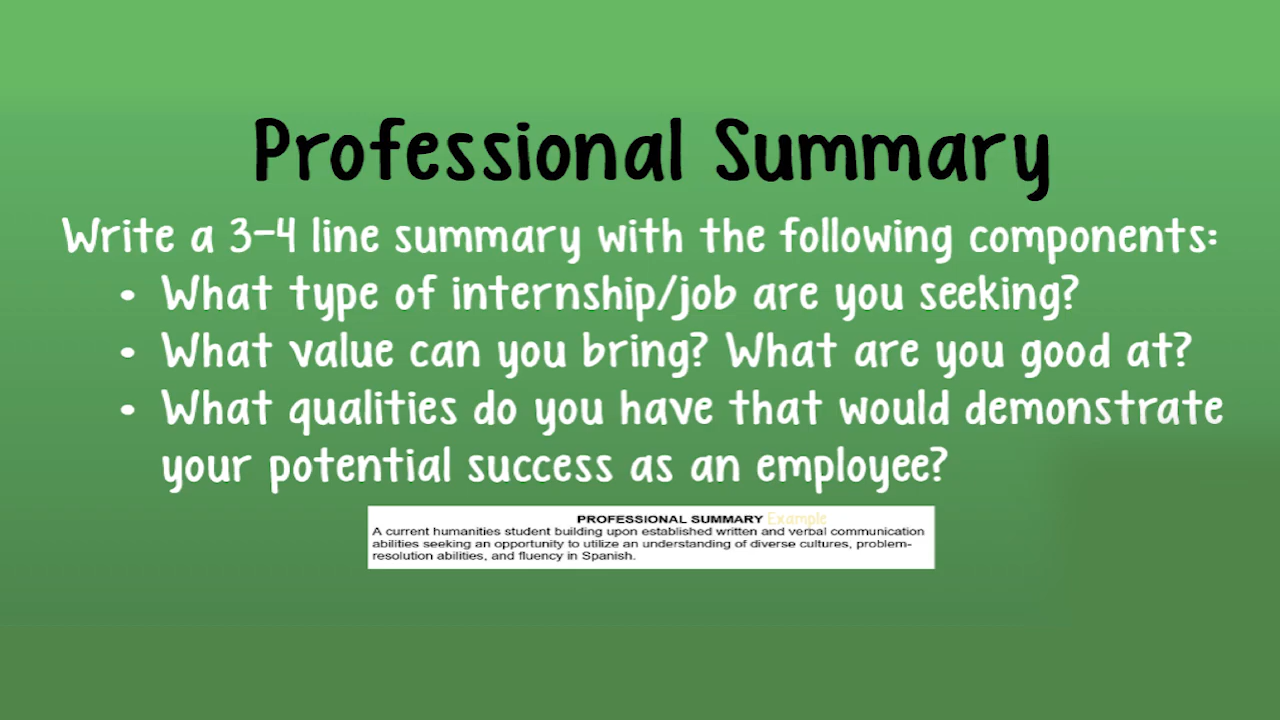 Professional Summary
Write a 3-4 line summary with the following components:
• What type of internship/job are you seeking?
• What value can you bring? What are you good at?
• What qualities do you have that would demonstrate
your potential success as an employee?
PROFESSIONAL SUMMARY Example
A current humanities student building upon established written and verbal communication
abilities seeking an opportunity to utilize an understanding of diverse cultures, problem-
resolution abilities, and fluency in Spanish.